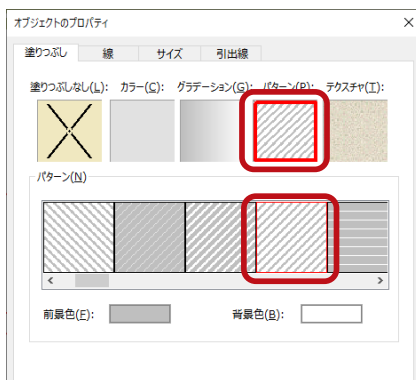 オブジェクトのプロパティ
塗りつぶし 線 サイズ 引出線
塗りつぶしなし(L): カラー(C): グラデーション(G): パターン(P): テクスチャ(T):
パターン(N)
前景色(F): 背景色(B):